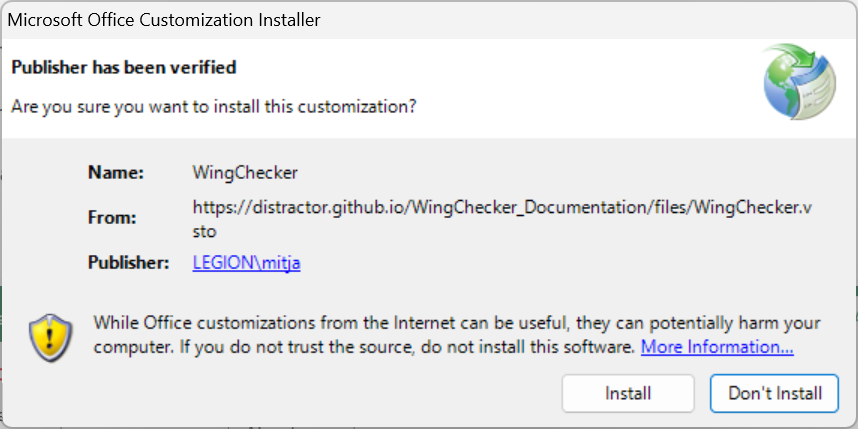 Microsoft Office Customization Installer
Publisher has been verified
Are you sure you want to install this customization?
Name: WingChecker
From: https://distractor.github.io/WingChecker_Documentation/files/WingChecker.v
sto
Publisher: LEGION\mitja
While Office customizations from the Internet can be useful, they can potentially harm your
computer. If you do not trust the source, do not install this software. More Information...
Install Don't Install